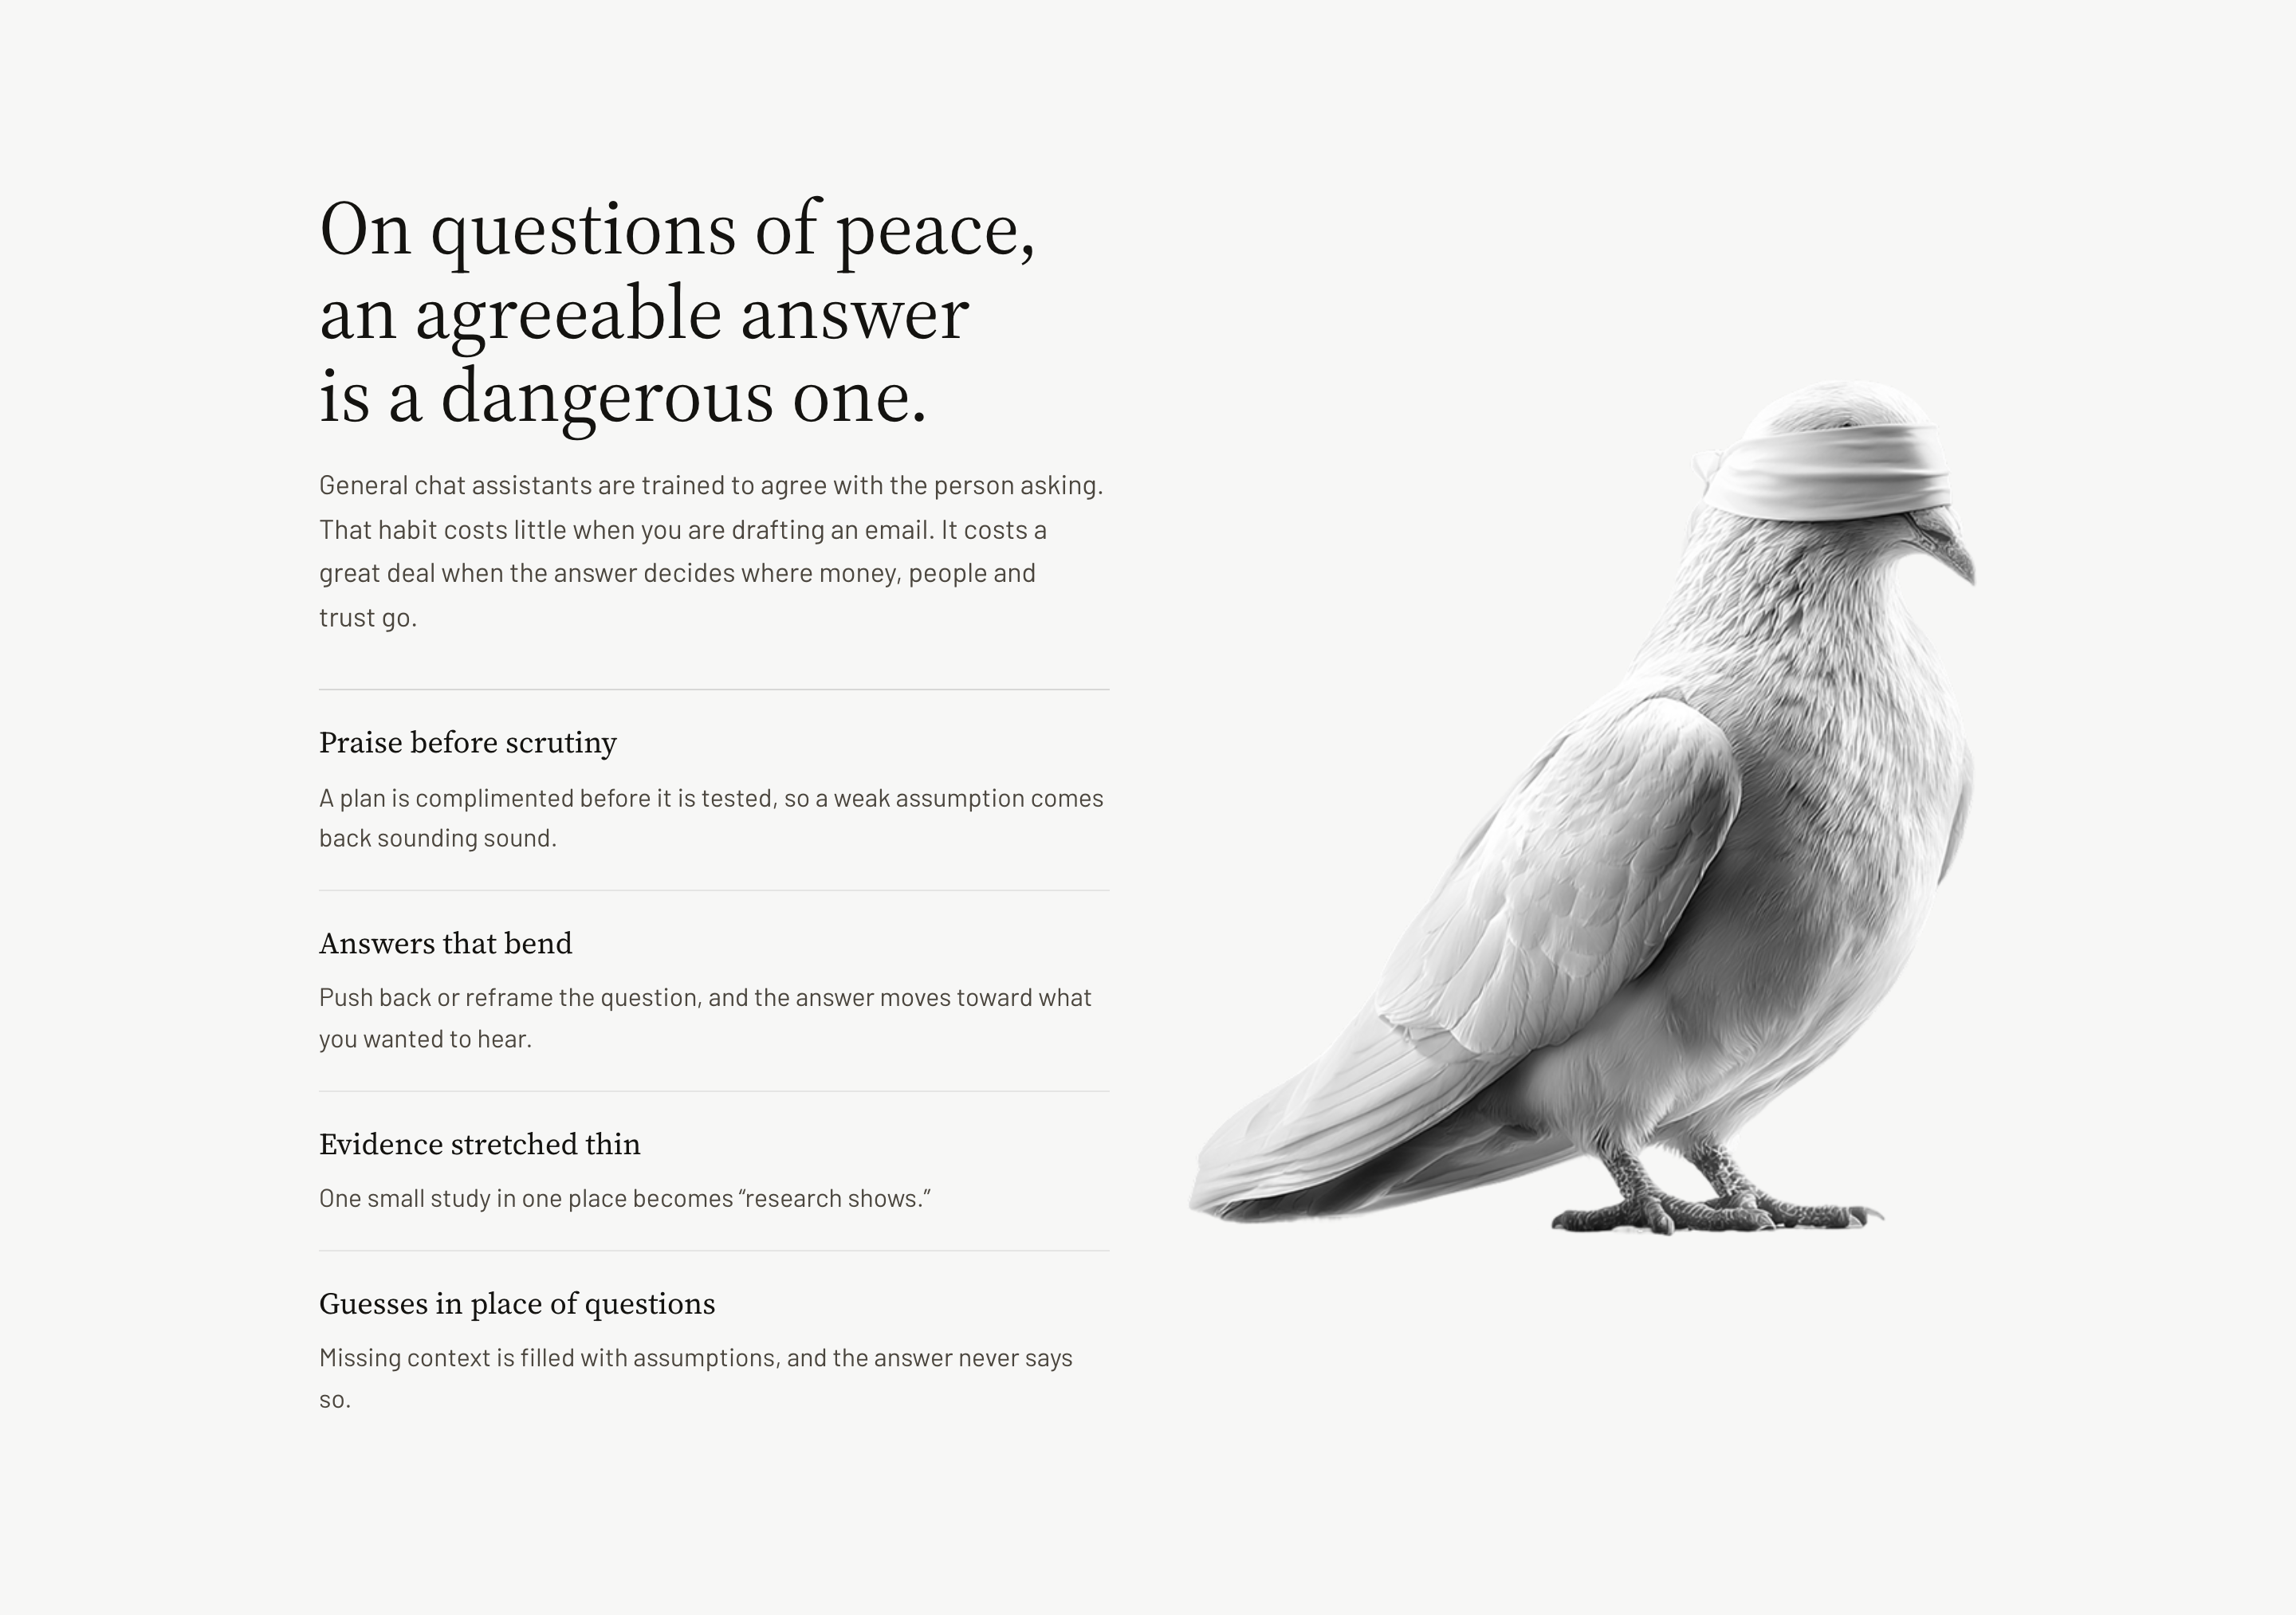 On questions of peace,
an agreeable answer
is a dangerous one.
General chat assistants are trained to agree with the person asking.
That habit costs little when you are drafting an email. It costs a
great deal when the answer decides where money, people and
trust go.
Praise before scrutiny
A plan is complimented before it is tested, so a weak assumption comes
back sounding sound.
Answers that bend
Push back or reframe the question, and the answer moves toward what
you wanted to hear.
Evidence stretched thin
One small study in one place becomes “research shows.”
Guesses in place of questions
Missing context is filled with assumptions, and the answer never says
so.